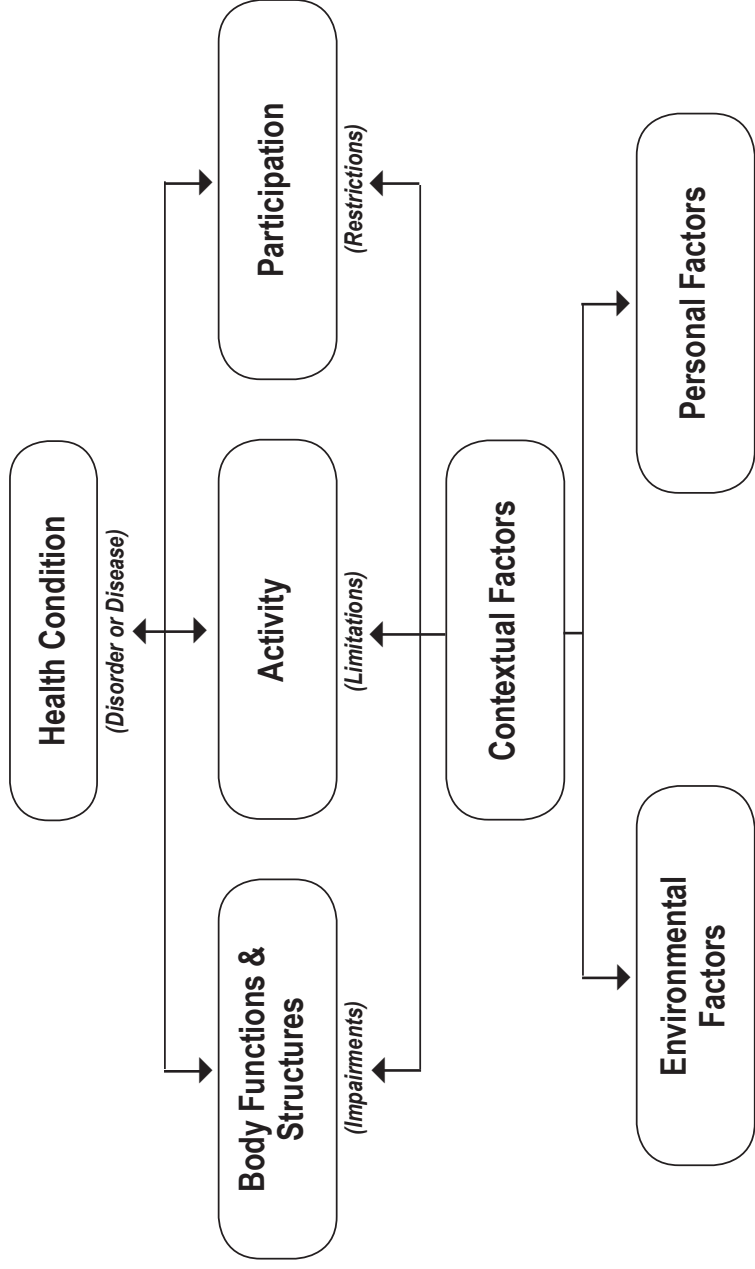 Health Condition
(Disorder or Disease)
Body Functions &
Structures
(Impairments)
Activity
(Limitations)
Participation
(Restrictions)
Contextual Factors
Environmental
Factors
Personal Factors